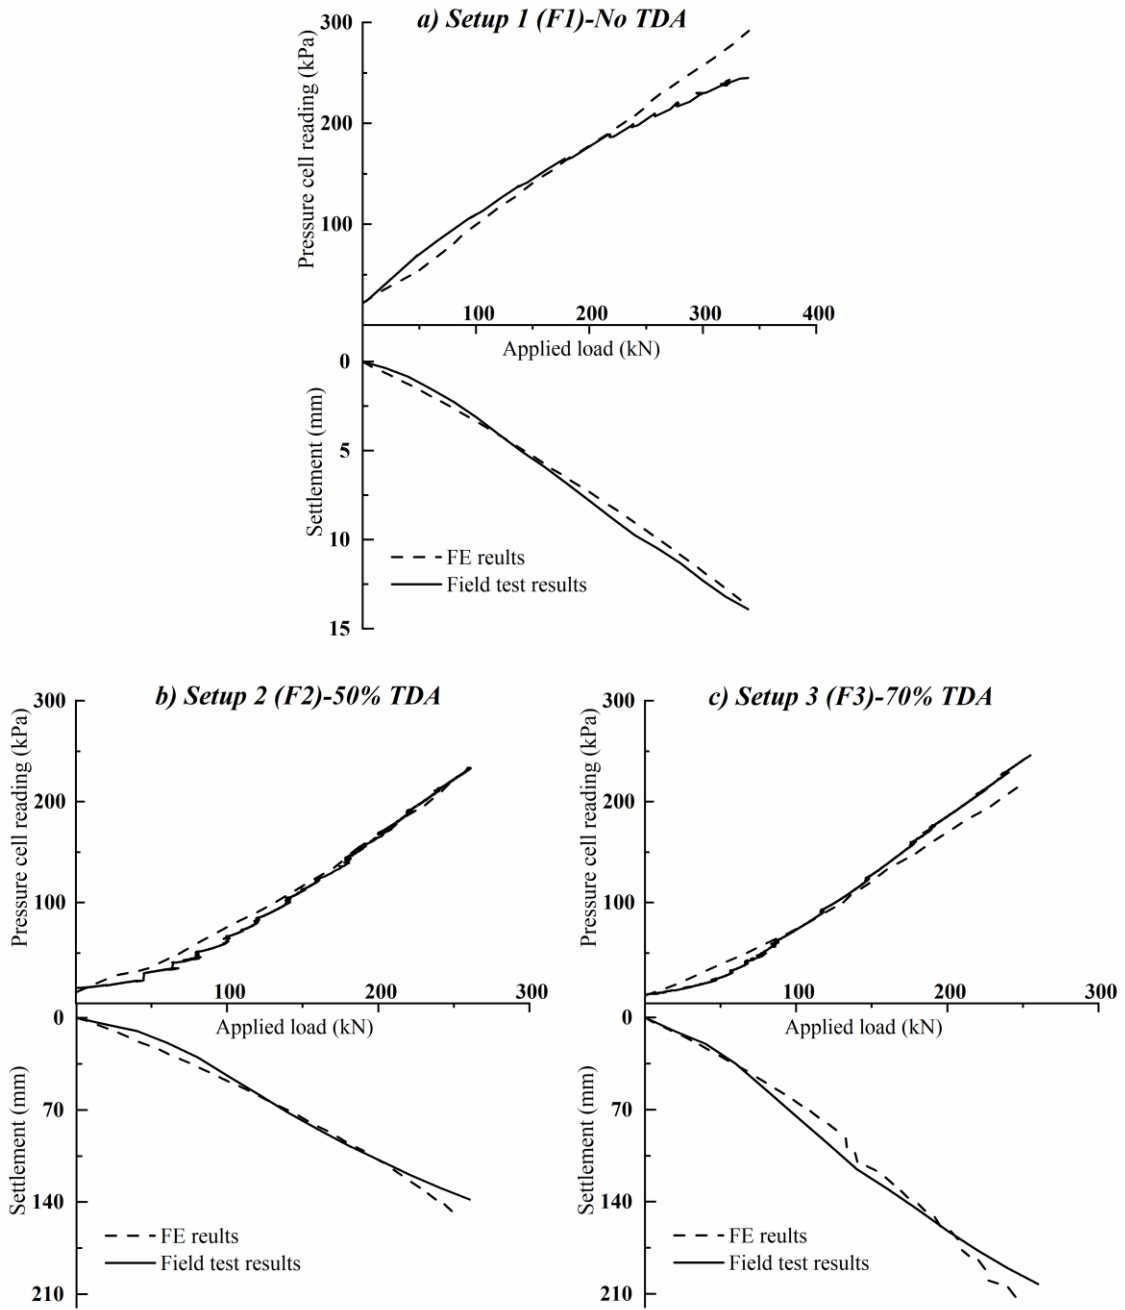 a) Setup 1 (F1)-No TDA
300
200
100
Pressure cell reading (kPa)
100 200 300 400
Applied load (kN)
0
5
10
15
Settlement (mm)
FE reults
Field test results
b) Setup 2 (F2)-50% TDA
300
200
100
0
Pressure cell reading (kPa)
100 200 300
Applied load (kN)
0
70
140
210
Settlement (mm)
FE reults
Field test results
c) Setup 3 (F3)-70% TDA
300
200
100
0
Pressure cell reading (kPa)
100 200 300
Applied load (kN)
0
70
140
210
Settlement (mm)
FE reults
Field test results